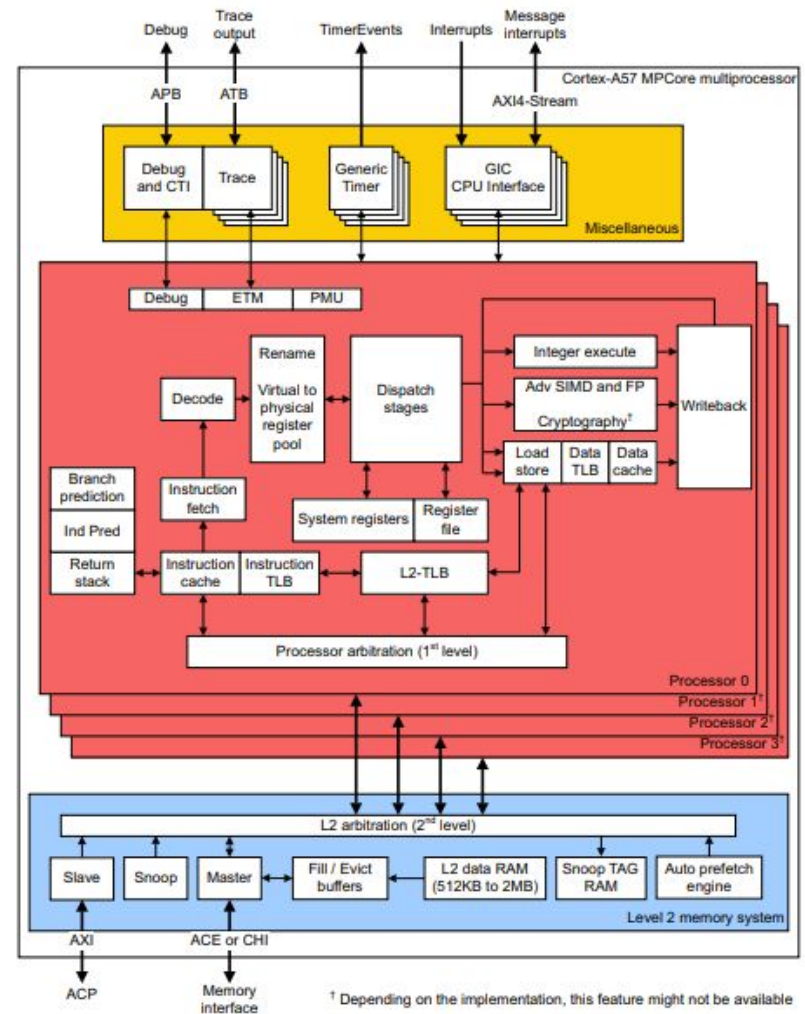 Debug
Trace
output
TimerEvents
Interrupts
Message
interrupts
Cortex-A57 MPCore multiprocessor
APB
ATB
AXI4-Stream
Debug
and CTI
Trace
Generic
Timer
GIC
CPU Interface
Miscellaneous
Debug
ETM
PMU
Rename
Virtual to
physical
register
pool
Decode
Dispatch
stages
Integer execute
Adv SIMD and FP
Cryptography†
Writeback
Load
store
Data
TLB
Data
cache
Branch
prediction
Ind Pred
Return
stack
Instruction
fetch
System registers
Register
file
Instruction
cache
Instruction
TLB
L2-TLB
Processor arbitration (1st level)
Processor 0
Processor 1†
Processor 2†
Processor 3†
L2 arbitration (2nd level)
Slave
Snoop
Master
Fill / Evict
buffers
L2 data RAM
(512KB to 2MB)
Snoop TAG
RAM
Auto prefetch
engine
Level 2 memory system
AXI
ACE or CHI
ACP
Memory
interface
† Depending on the implementation, this feature might not be available